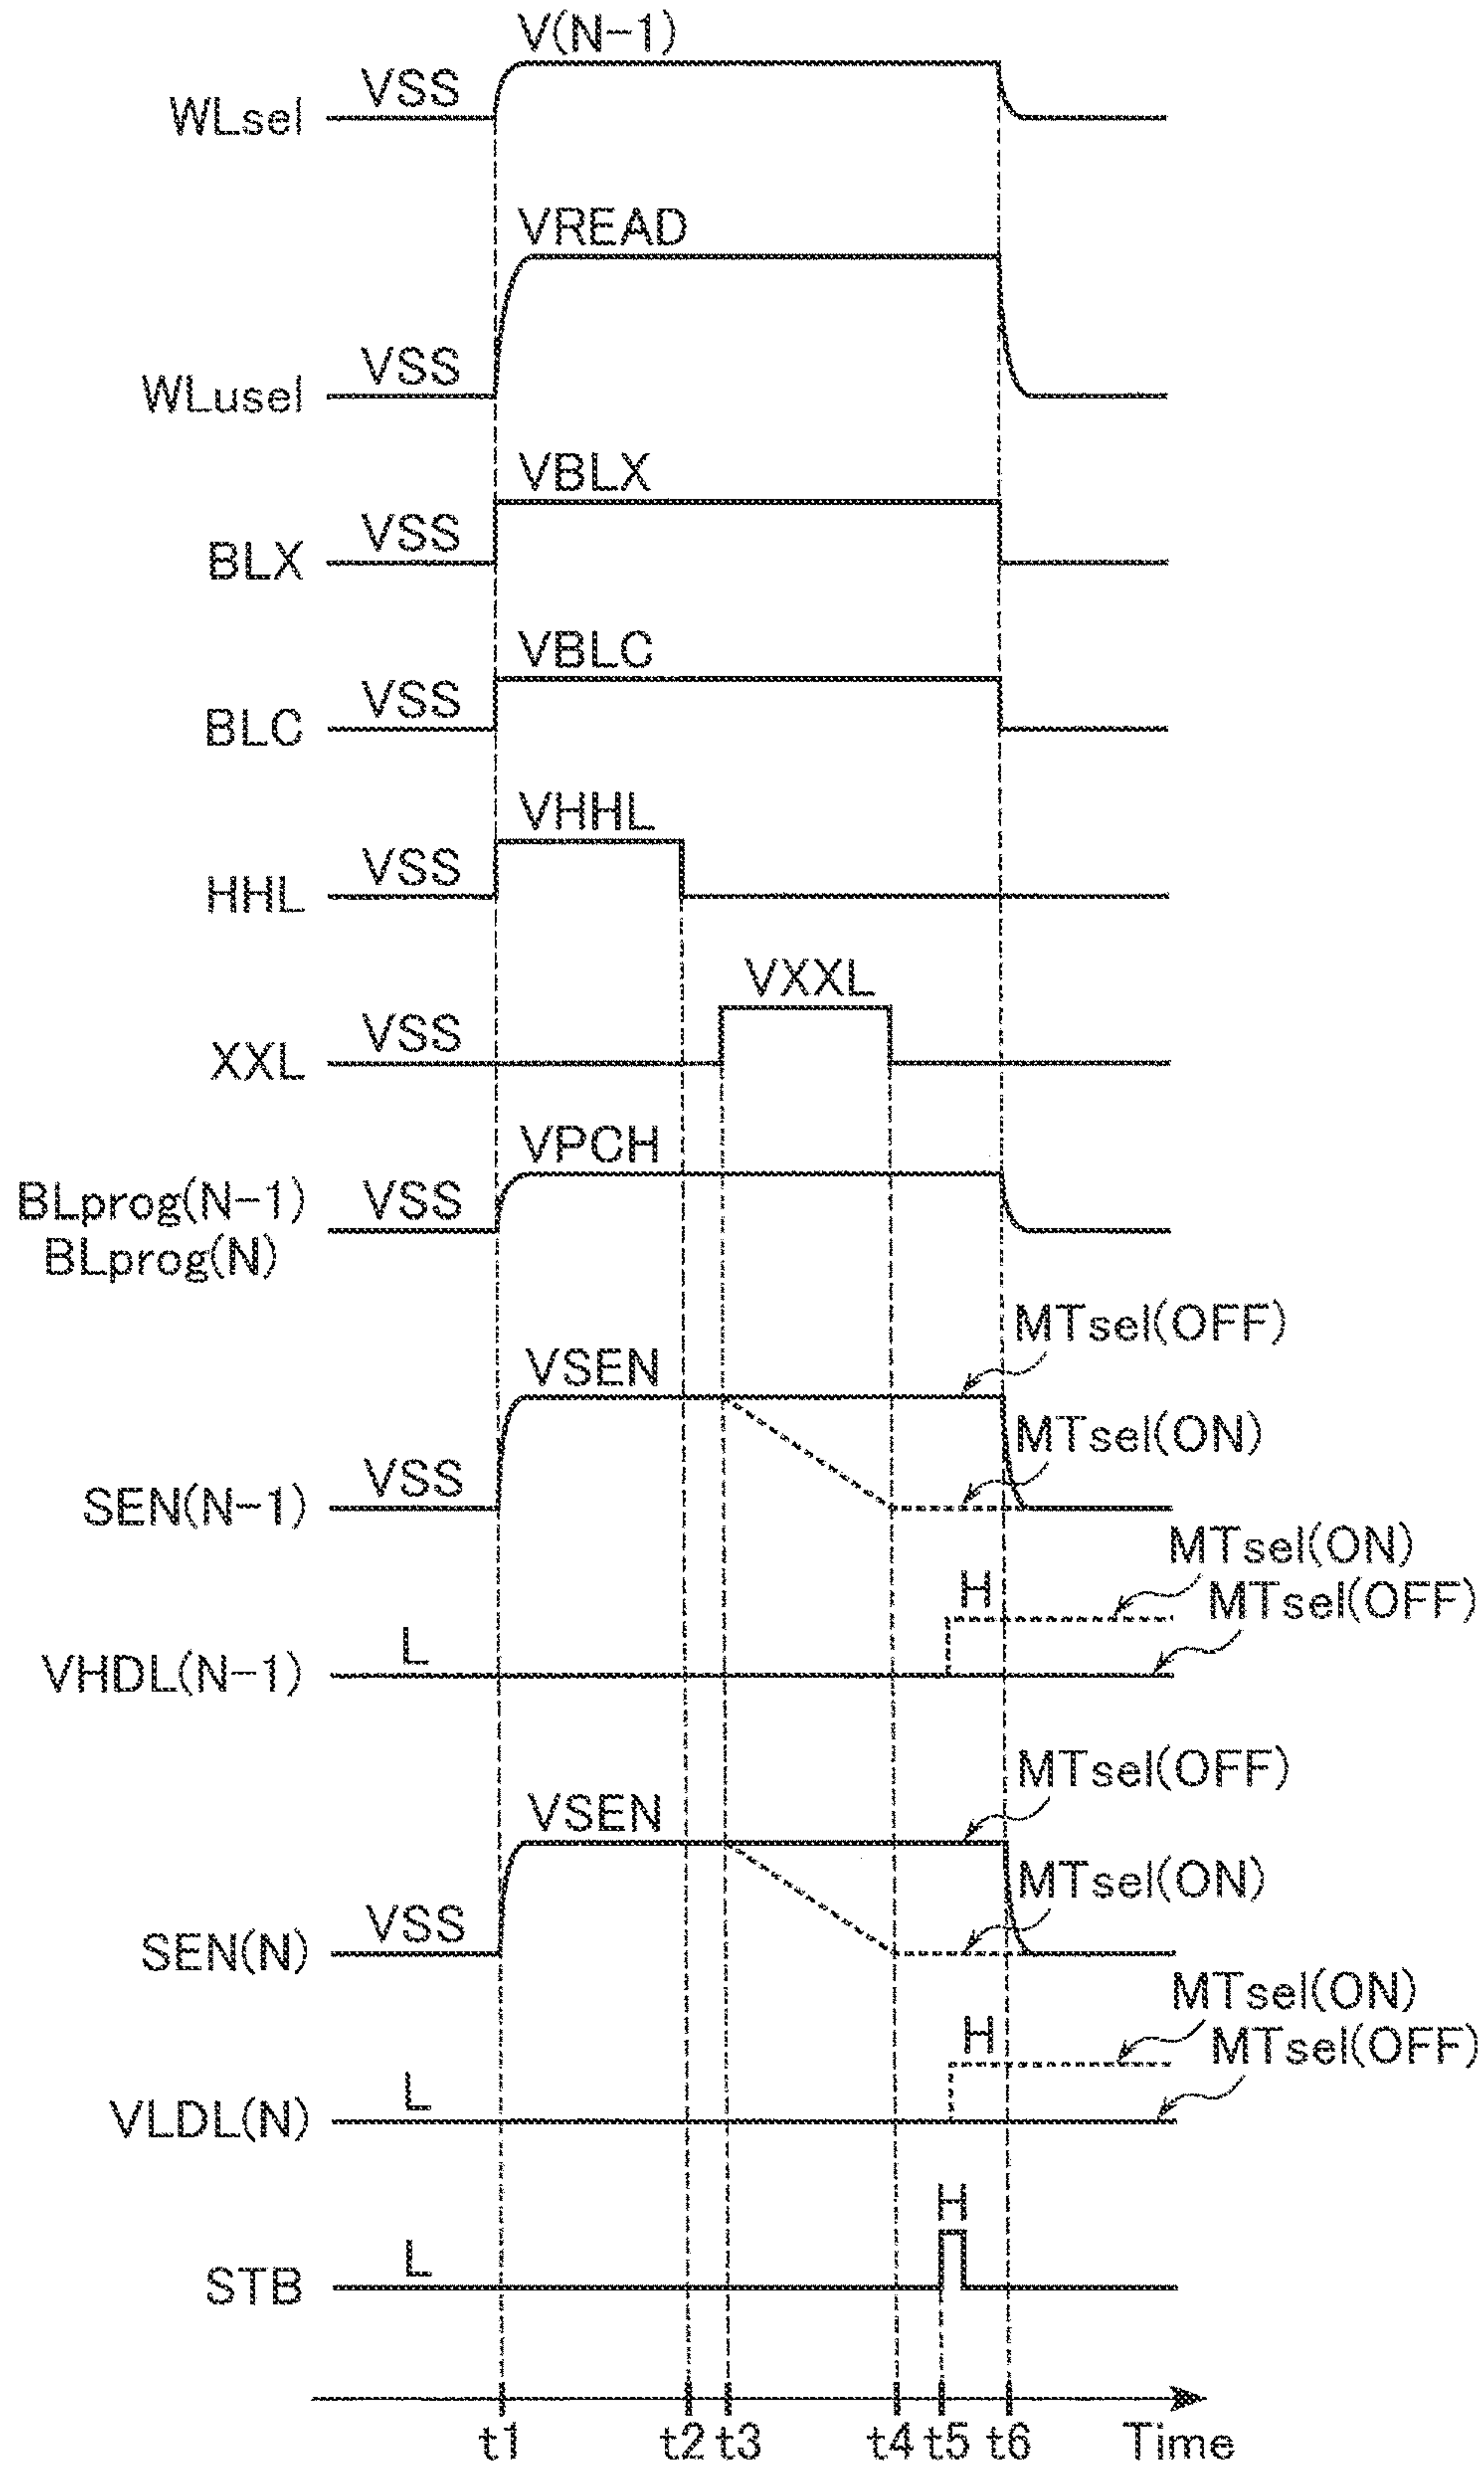 V(N-1)
VSS
WLsel
VREAD
VSS
WLusel
VBLX
VSS
BLX
VBLC
VSS
BLC
VHHL
VSS
HHL
VXXL
VSS
XXL
VPCH
BLprog(N-1)
VSS
BLprog(N)
MTsel(OFF)
VSEN
MTsel(ON)
VSS
SEN(N-1)
MTsel(ON)
H
MTsel(OFF)
L
VHDL(N-1)
MTsel(OFF)
VSEN
MTsel(ON)
VSS
SEN(N)
MTsel(ON)
H
MTsel(OFF)
L
VLDL(N)
H
L
STB
t1 t2 t3 t4 t5 t6 Time